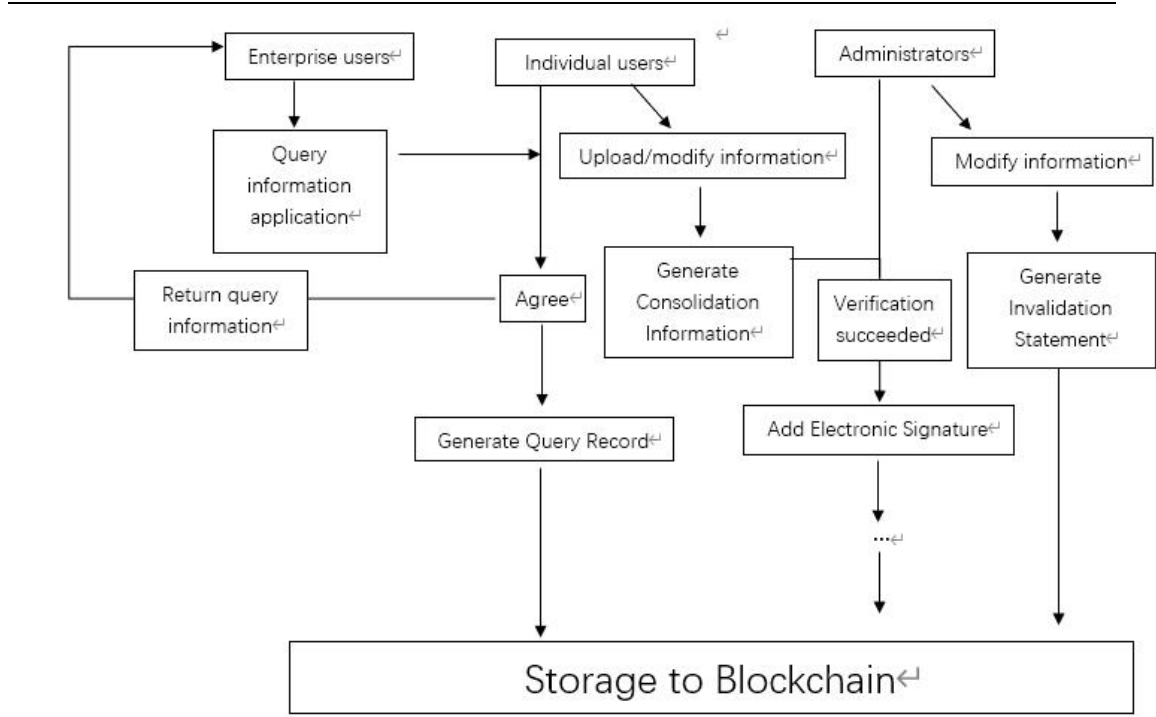 Enterprise users
Individual users
Administrators
Query
information
application
Upload/modify information
Modify information
Return query
information
Agree
Generate
Consolidation
Information
Verification
succeeded
Generate
Invalidation
Statement
Generate Query Record
Add Electronic Signature
...
Storage to Blockchain